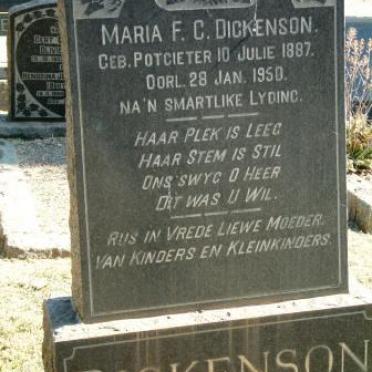 MARIA F. C. DICKENSON.
GEB. POTGIETER 10 JULIE 1887.
OORL. 28 JAN. 1950.
NA'N SMARTLIKE LYDING.
HAAR PLEK IS LEEG
HAAR STEM IS STIL
ONS SWYG O HEER
DIT WAS U WIL.
RUS IN VREDE LIEWE MOEDER.
VAN KINDERS EN KLEINKINDERS.
DICKENSON